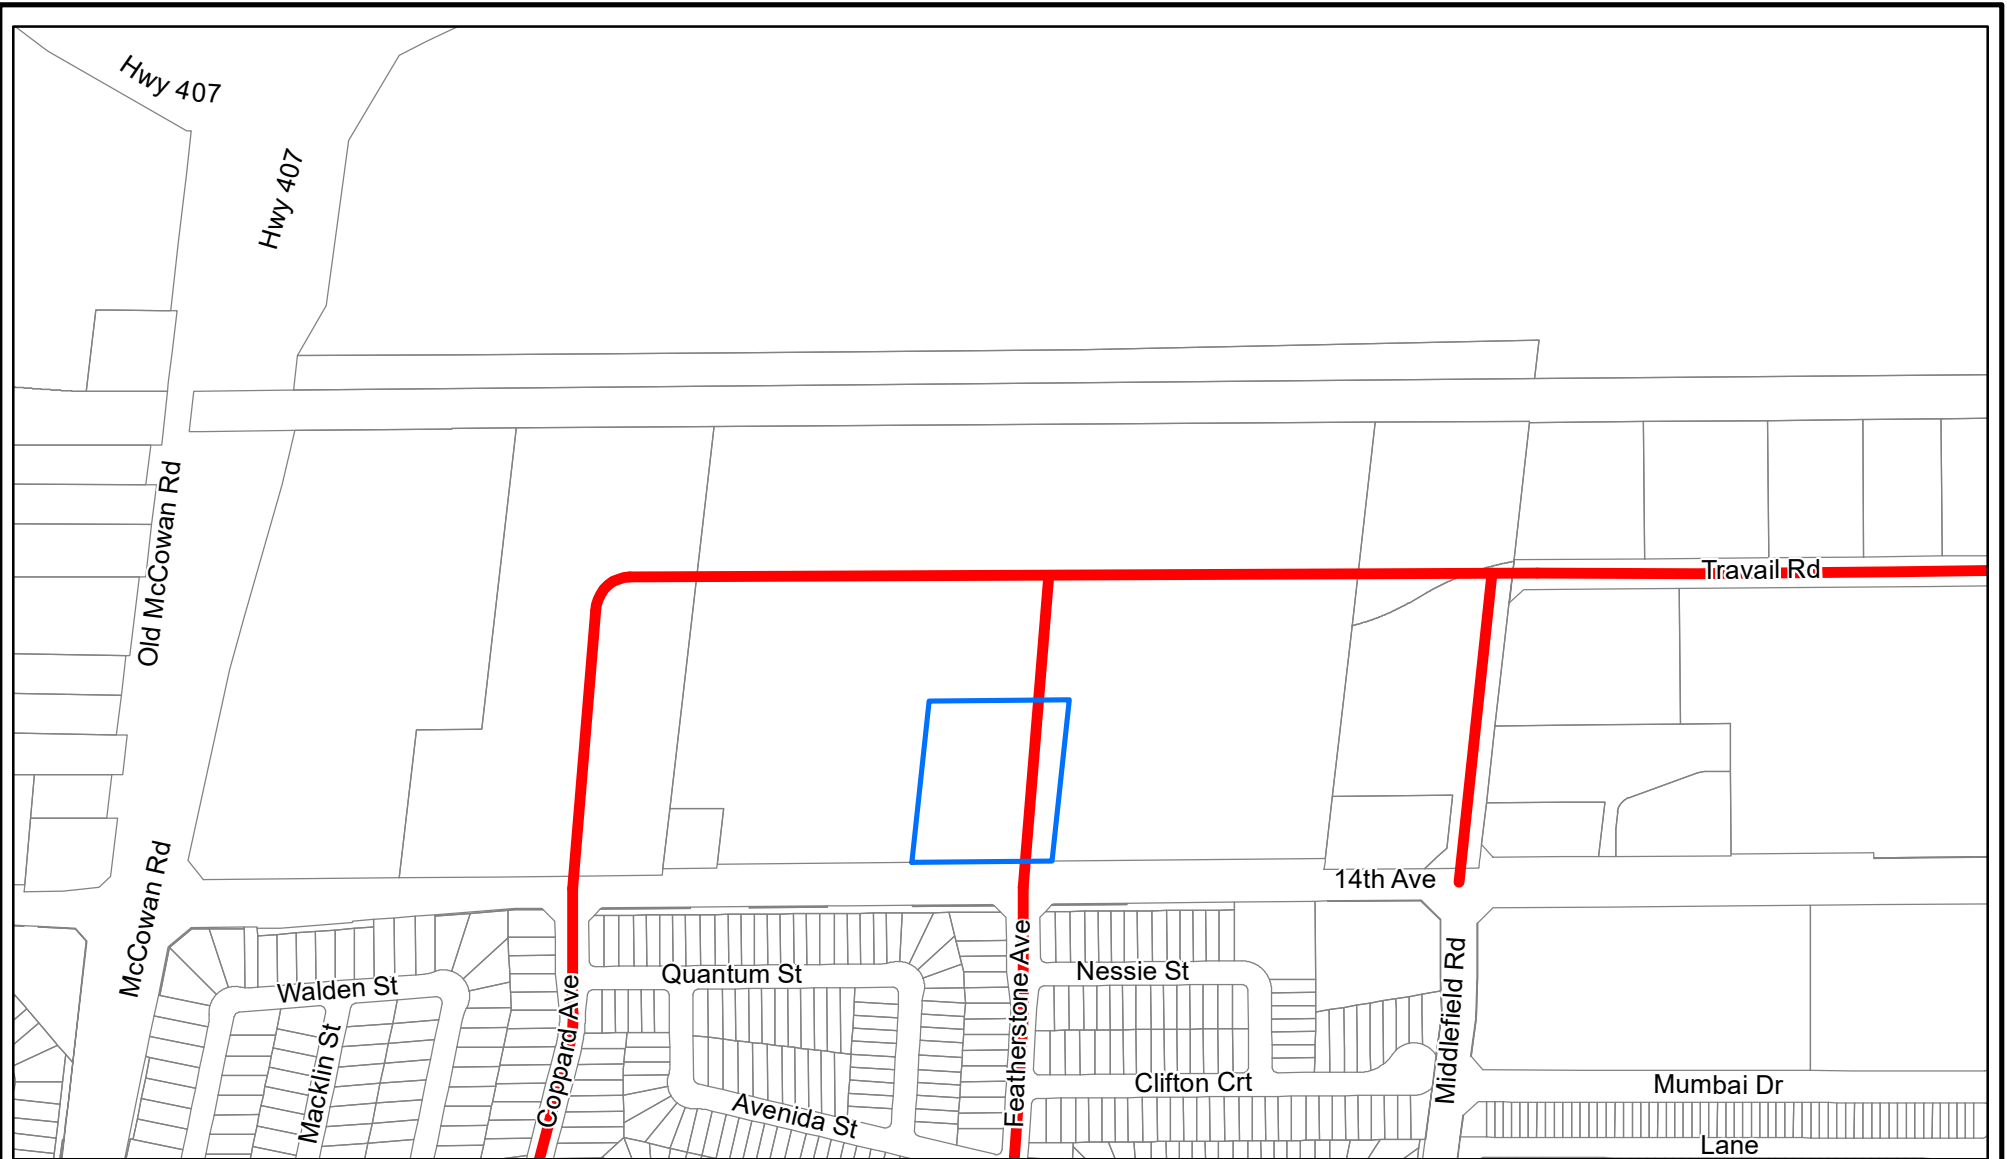 Hwy 407
Hwy 407
Old McCowan Rd
Travail Rd
McCowan Rd
14th Ave
Walden St
Macklin St
Coppard Ave
Quantum St
Avenida St
Featherstone Ave
Nessie St
Clifton Crt
Middlefield Rd
Mumbai Dr
Lane